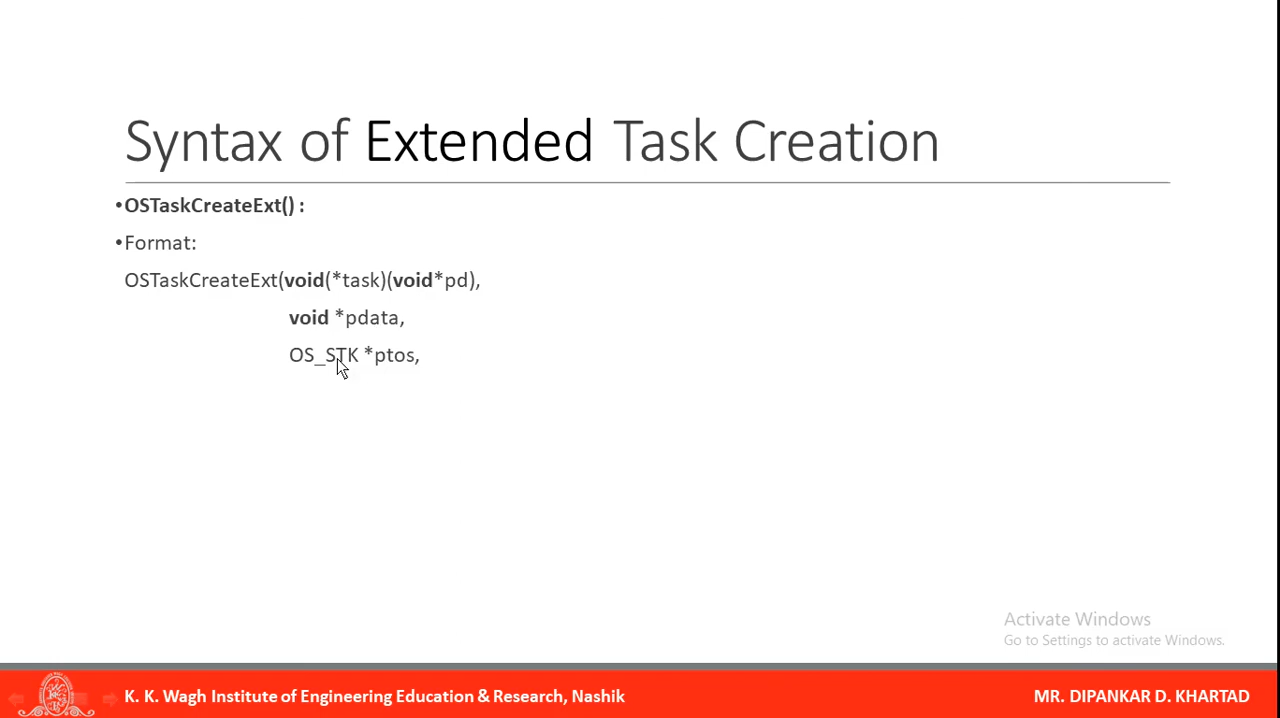 Syntax of Extended Task Creation
•OSTaskCreateExt() :
•Format:
OSTaskCreateExt(void(*task)(void*pd),
void *pdata,
OS_STK *ptos,
Activate Windows
Go to Settings to activate Windows.
K. K. Wagh Institute of Engineering Education & Research, Nashik
MR. DIPANKAR D. KHARTAD